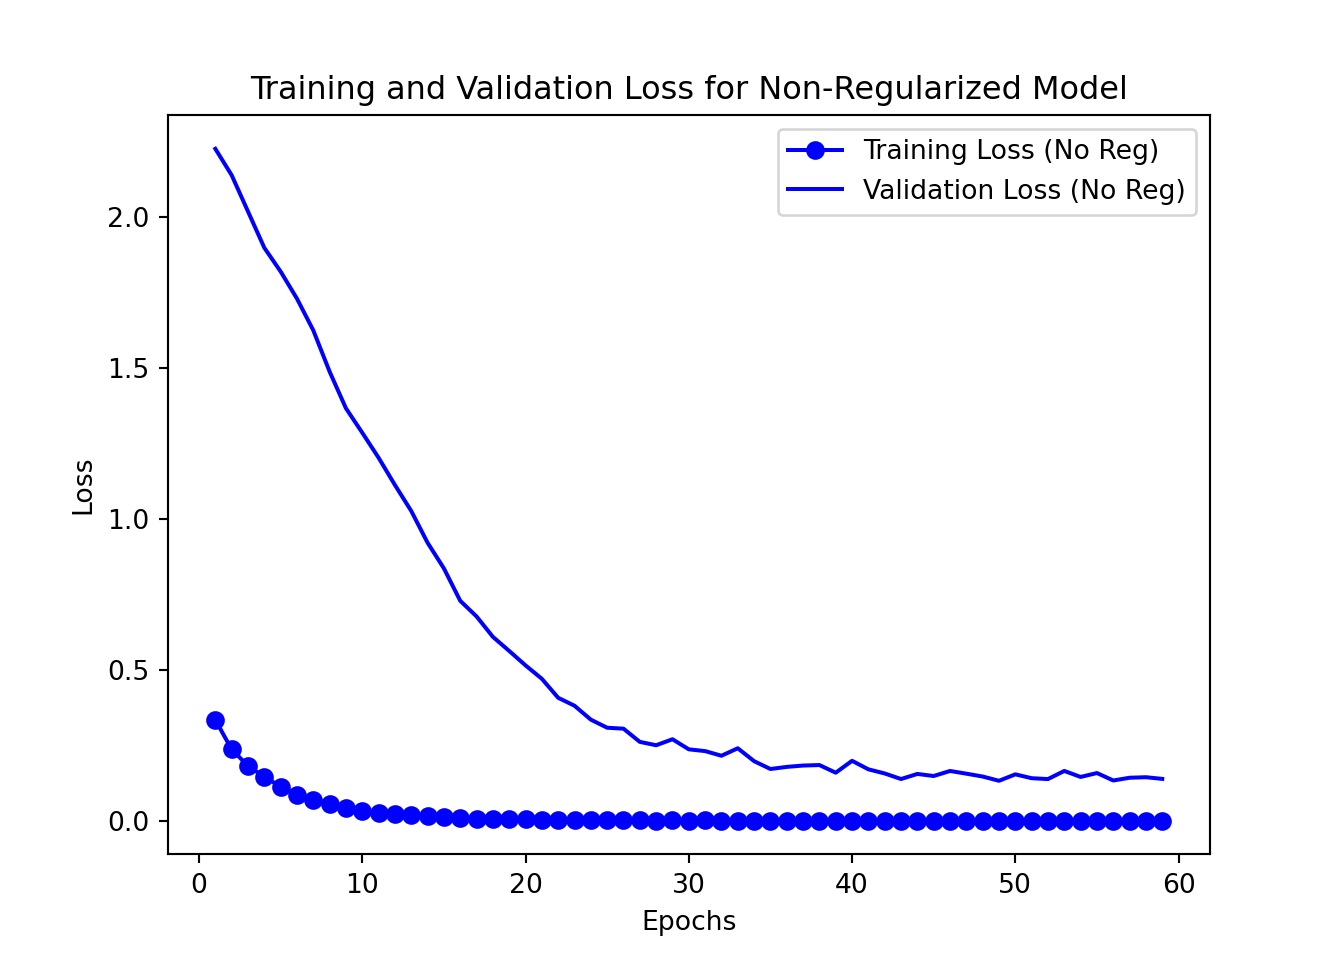 Training and Validation Loss for Non-Regularized Model
Training Loss (No Reg)
Validation Loss (No Reg)
2.0
1.5
1.0
0.5
0.0
Loss
0 10 20 30 40 50 60
Epochs